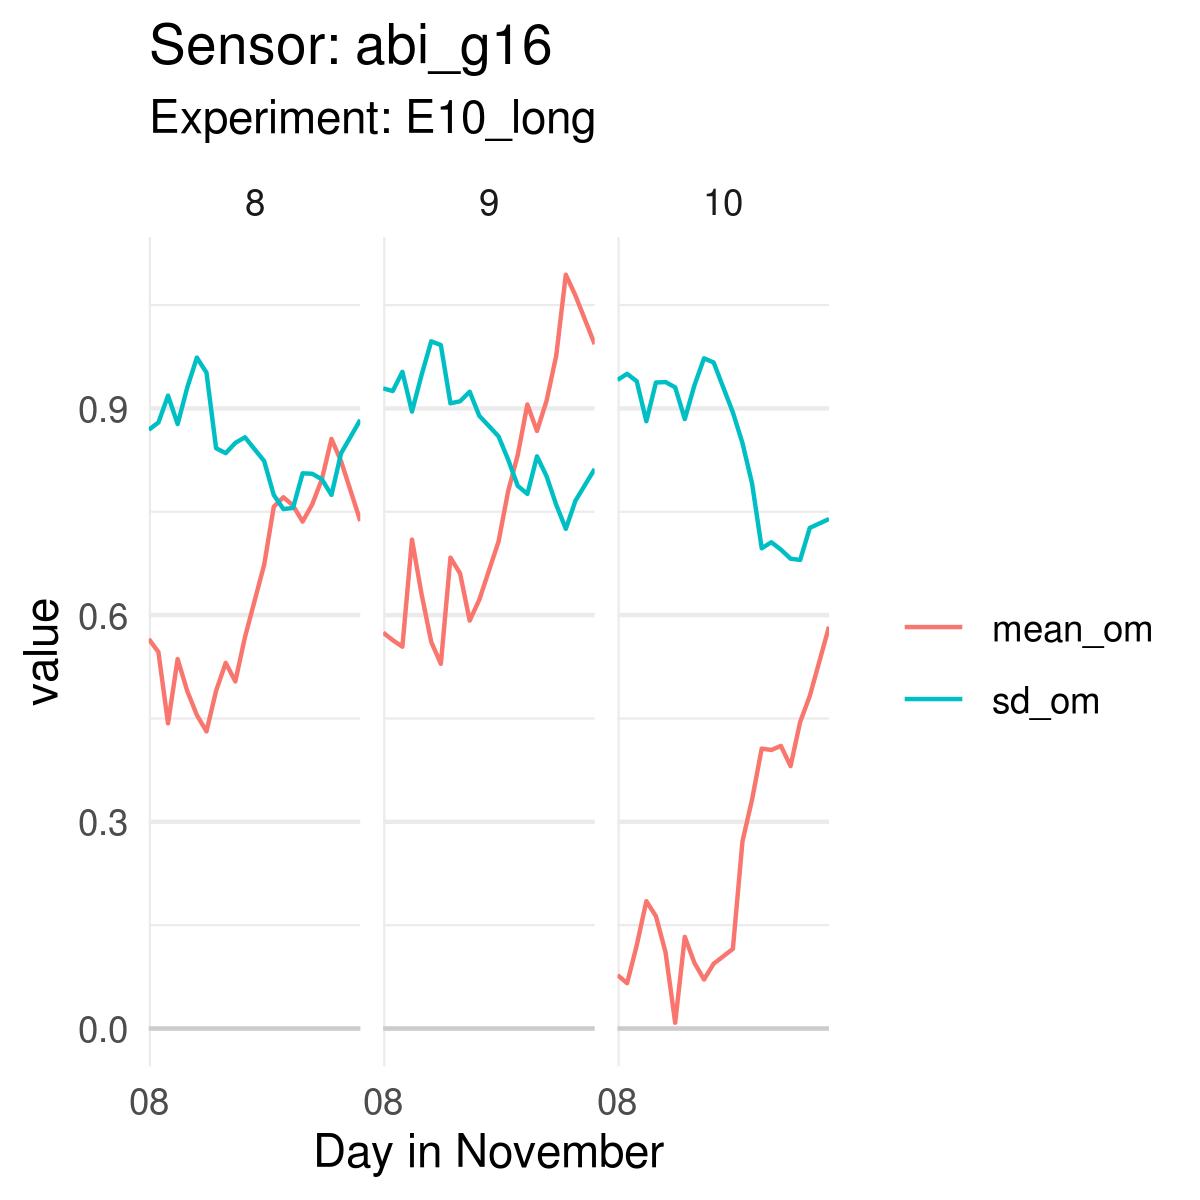 Sensor: abi_g16
Experiment: E10_long
8 9 10
0.9
0.6
0.3
0.0
value
08 08 08
Day in November
mean_om
sd_om